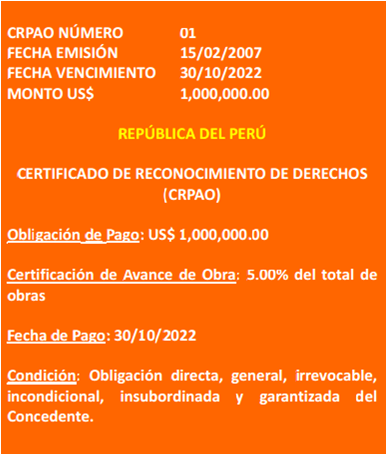 CRPAO NÚMERO 01
FECHA EMISIÓN 15/02/2007
FECHA VENCIMIENTO 30/10/2022
MONTO US$ 1,000,000.00
REPÚBLICA DEL PERÚ
CERTIFICADO DE RECONOCIMIENTO DE DERECHOS
(CRPAO)
Obligación de Pago: US$ 1,000,000.00
Certificación de Avance de Obra: 5.00% del total de
obras
Fecha de Pago: 30/10/2022
Condición: Obligación directa, general, irrevocable,
incondicional, insubordinada y garantizada del
Concedente.